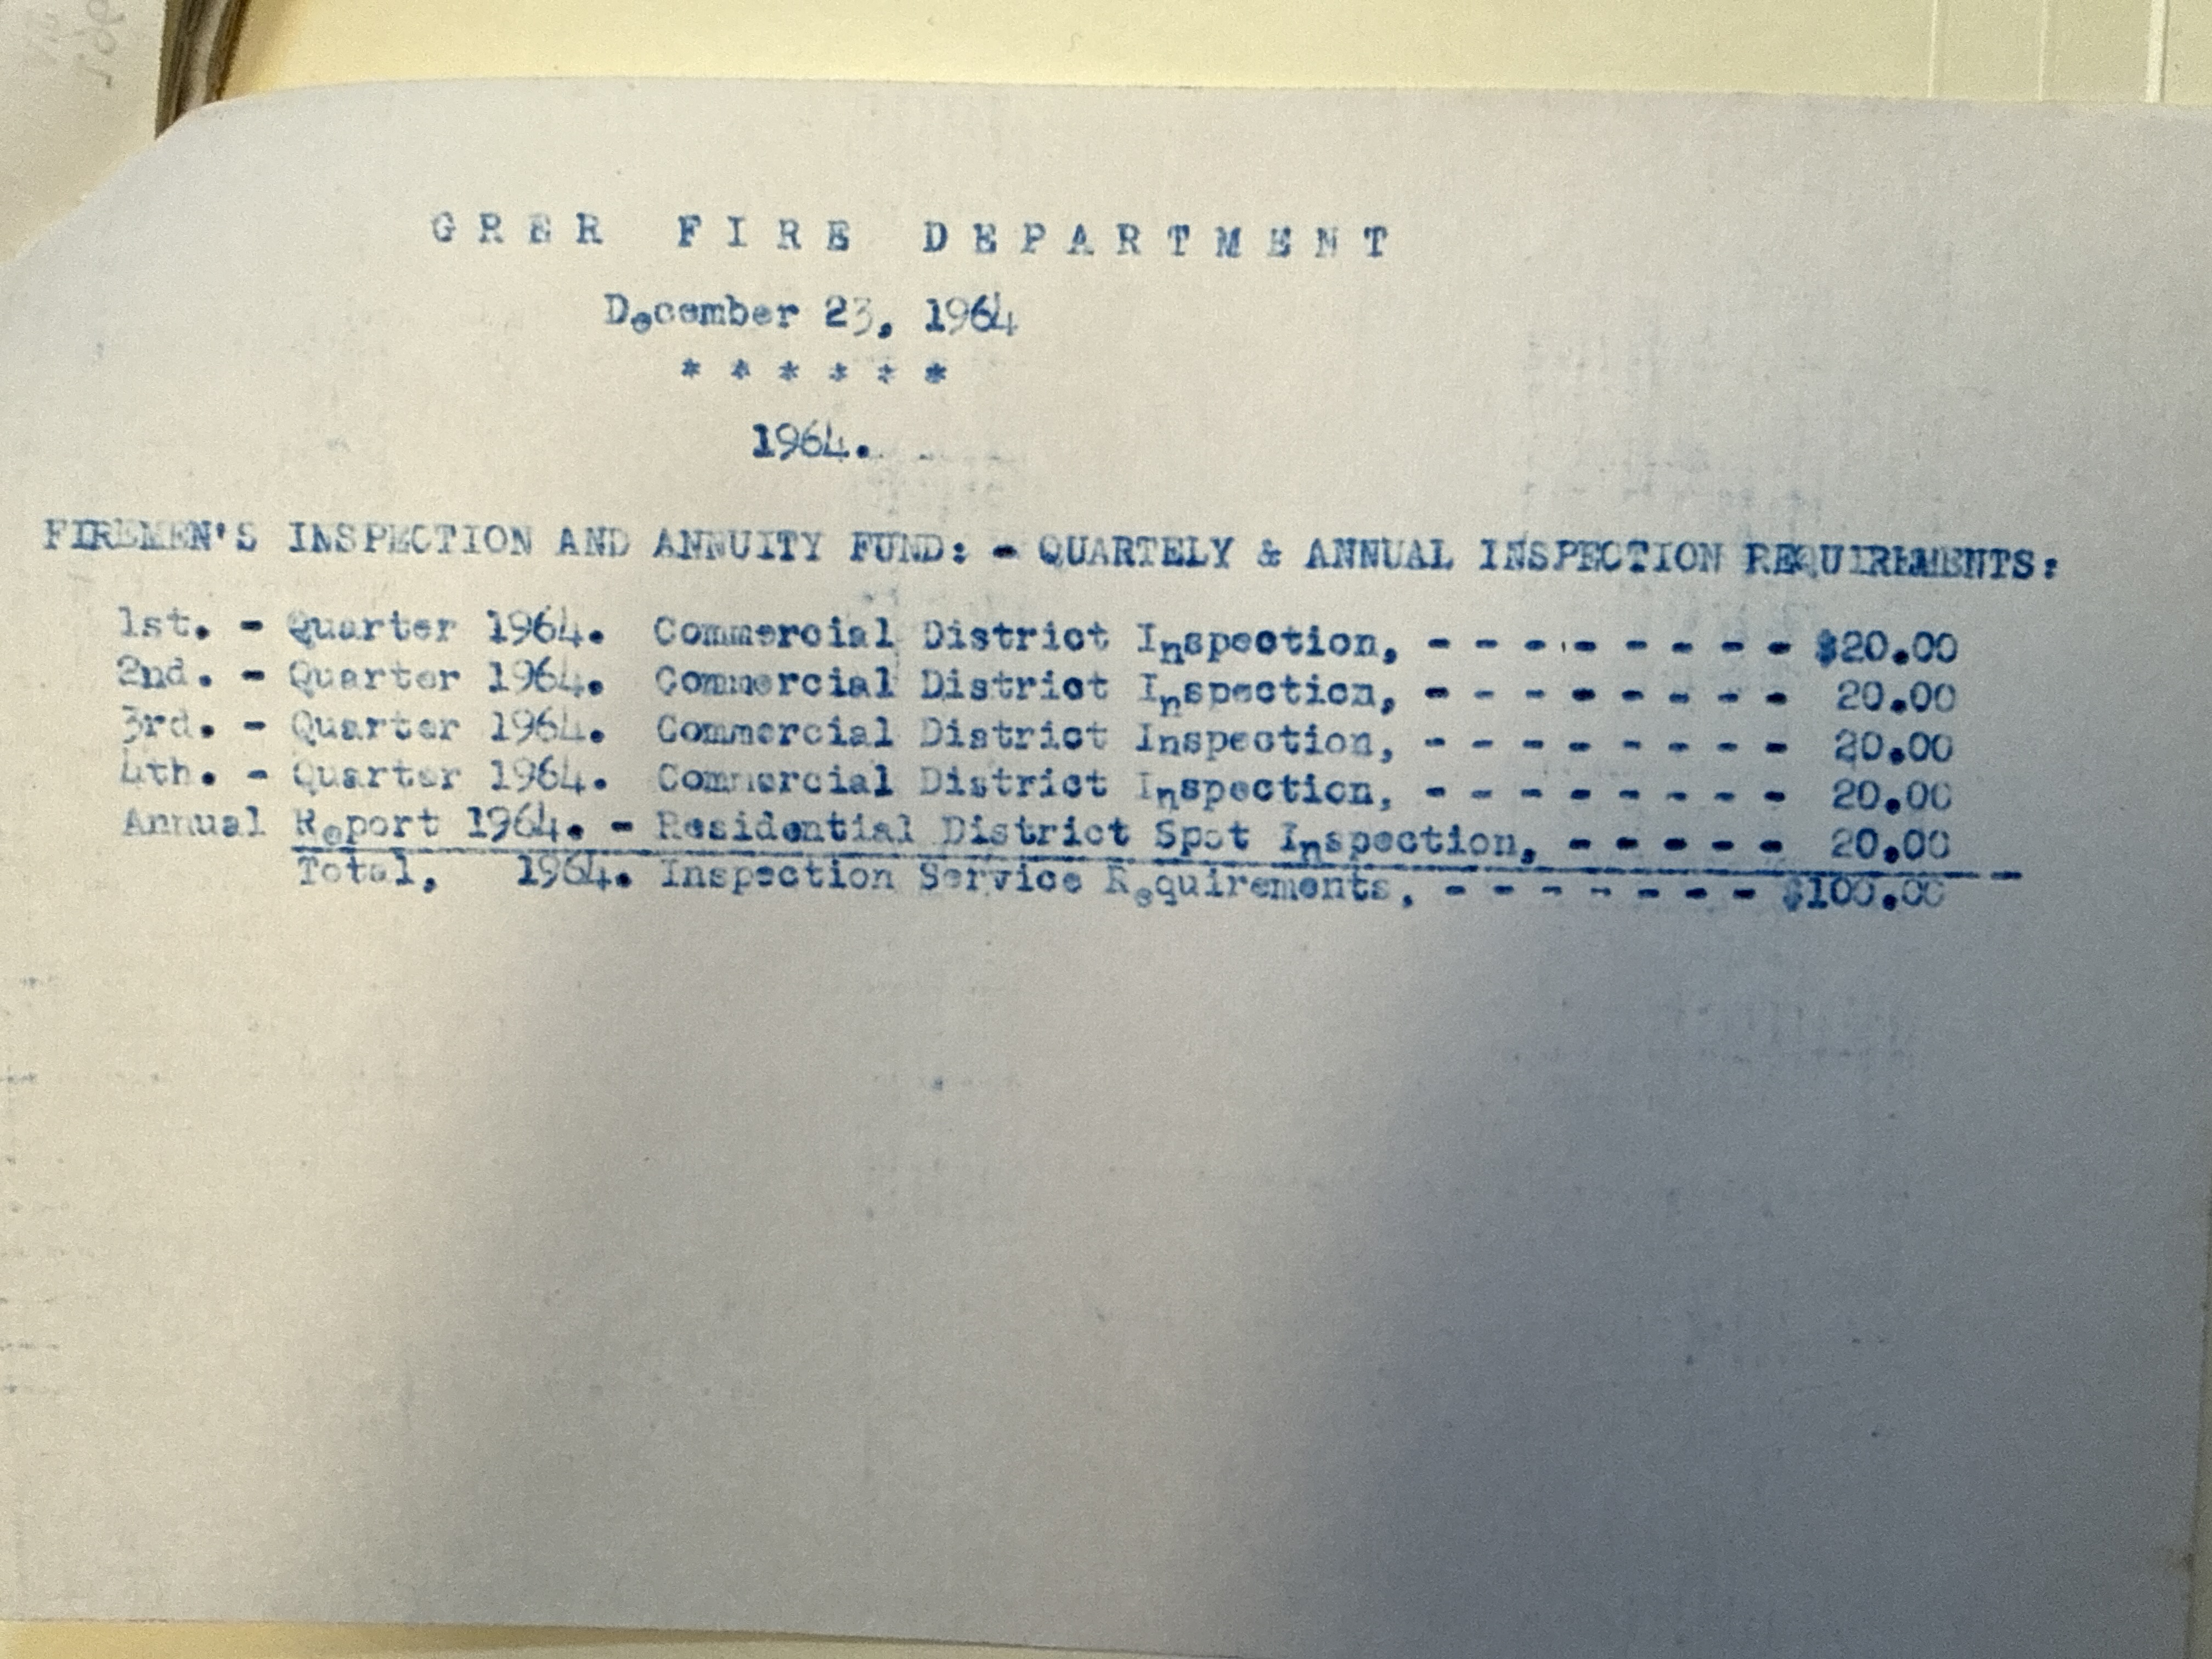 GREER FIRE DEPARTMENT
December 23, 1964
* * * * * *
1964.
FIREMEN'S INSPECTION AND ANNUITY FUND: - QUARTELY & ANNUAL INSPECTION REQUIREMENTS:
1st. - Quarter 1964. Commercial District Inspection, - - - - - - - - $20.00
2nd. - Quarter 1964. Commercial District Inspection, - - - - - - - - 20.00
3rd. - Quarter 1964. Commercial District Inspection, - - - - - - - - 20.00
4th. - Quarter 1964. Commercial District Inspection, - - - - - - - - 20.00
Annual Report 1964. - Residential District Spot Inspection, - - - - - 20.00
Total, 1964. Inspection Service Requirements, - - - - - - - $100.00